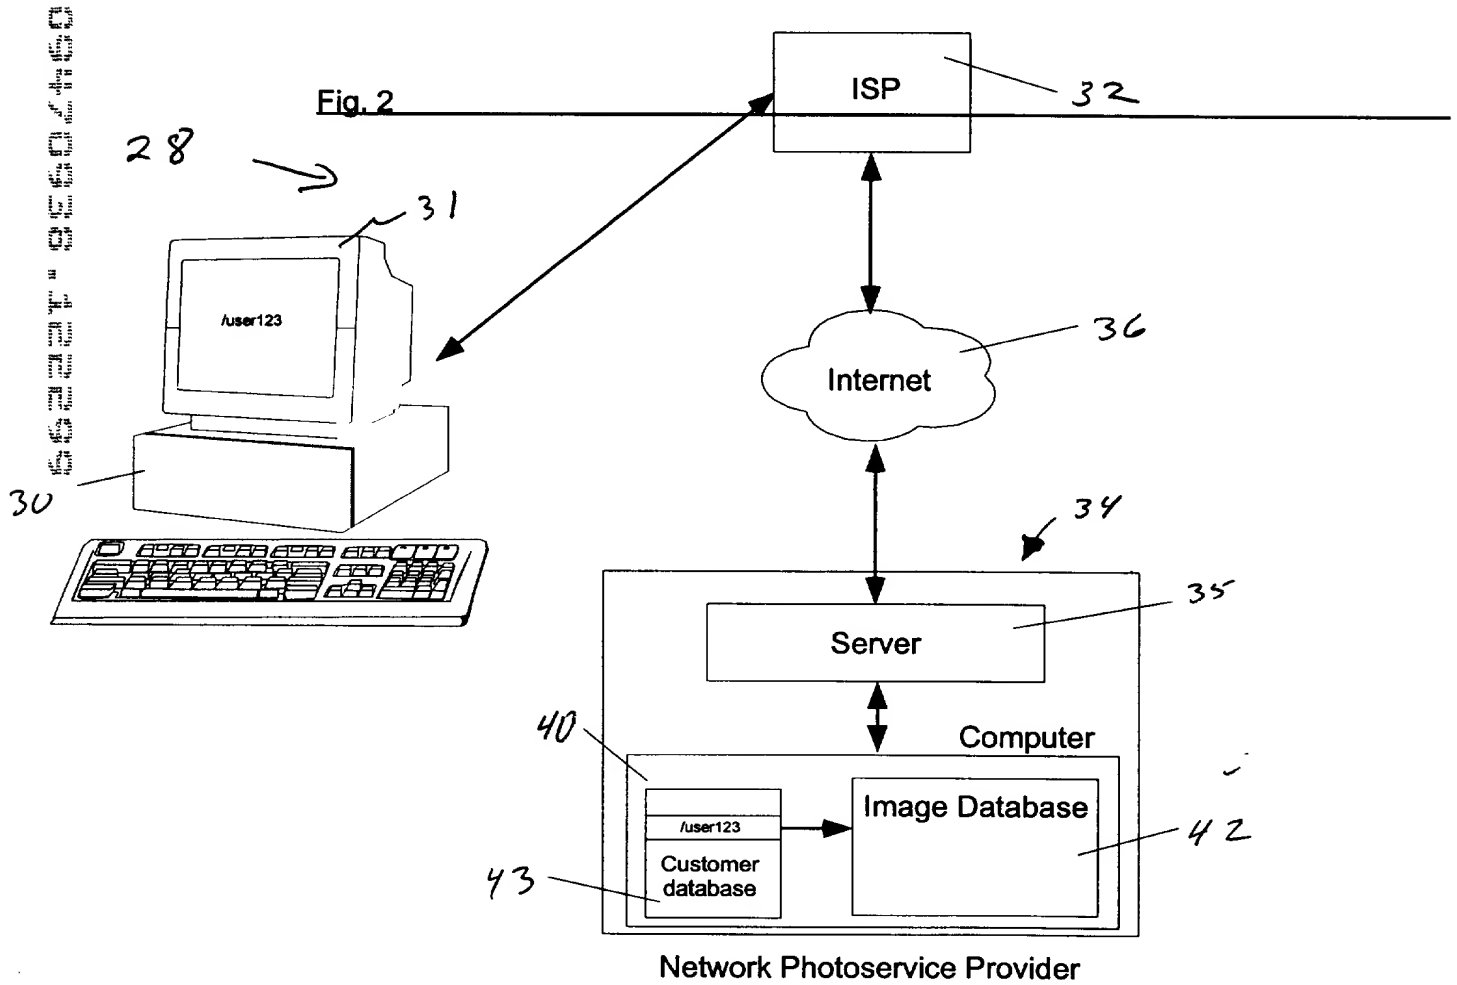 Fig. 2
ISP
32
28
31
/user123
36
Internet
30
34
35
Server
40
Computer
Image Database
/user123
42
Customer
database
43
Network Photoservice Provider